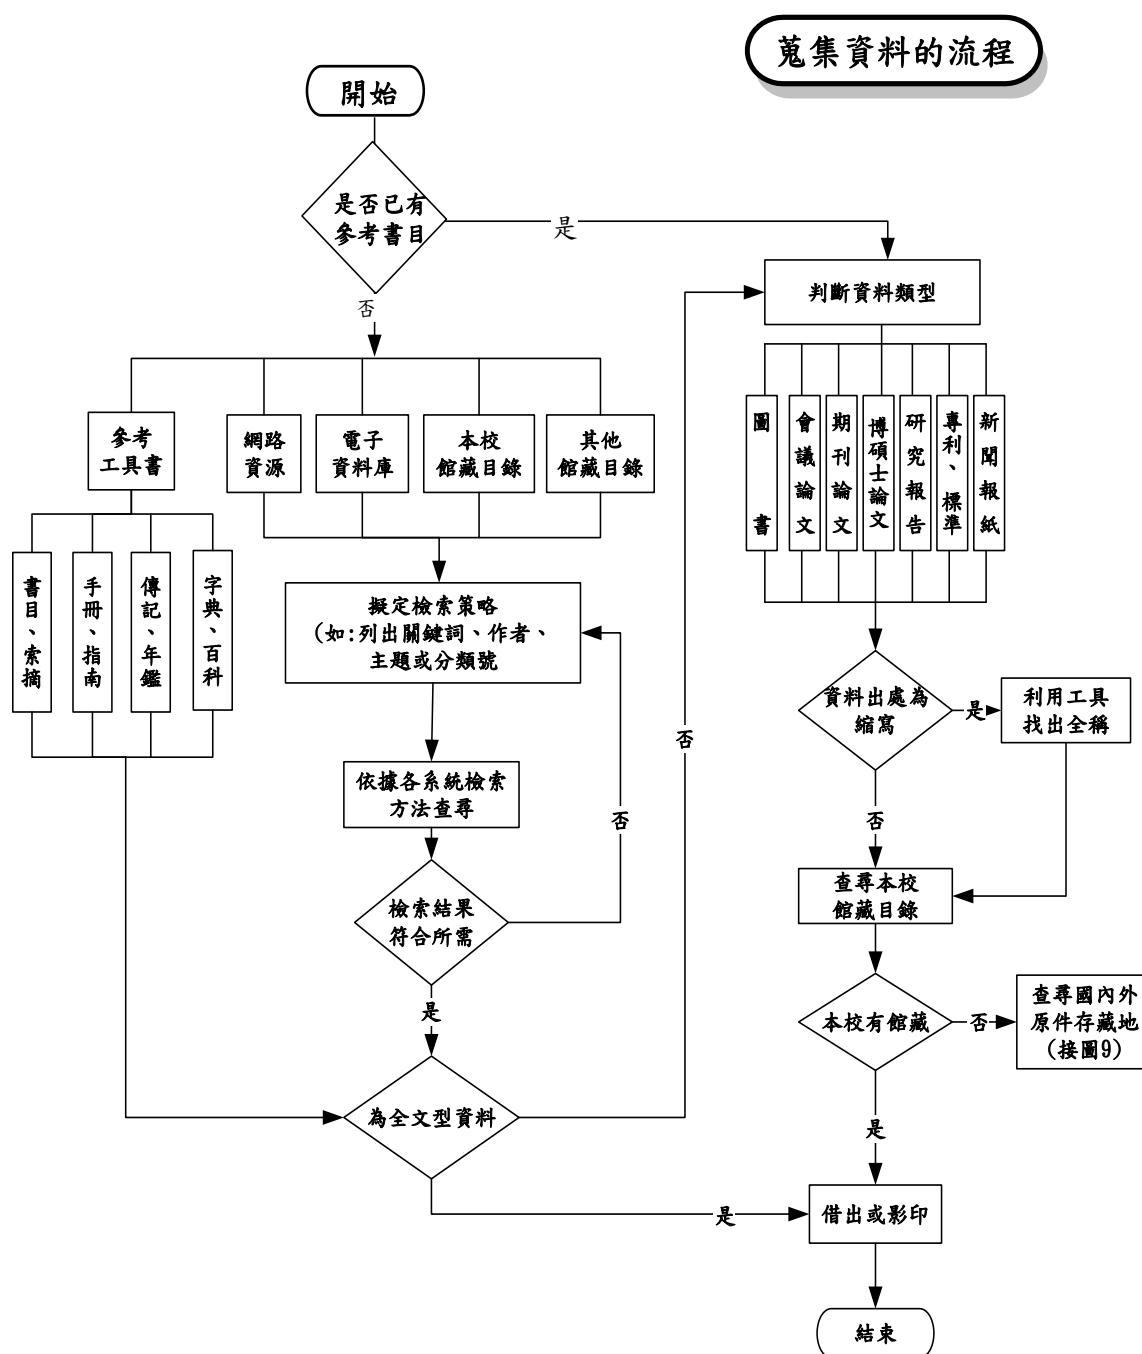 蒐集資料的流程
開始
是否已有
參考書目
是
否
判斷資料類型
參考
工具書
網路
資源
電子
資料庫
本校
館藏目錄
其他
館藏目錄
圖書
會議論文
期刊論文
博碩士論文
研究報告
專利、標準
新聞報紙
書目、索摘
手冊、指南
傳記、年鑑
字典、百科
擬定檢索策略
(如:列出關鍵詞、作者、
主題或分類號
依據各系統檢索
方法查尋
否
檢索結果
符合所需
是
為全文型資料
否
是
資料出處為
縮寫
是
利用工具
找出全稱
否
查尋本校
館藏目錄
本校有館藏
否
查尋國內外
原件存藏地
(接圖9)
是
借出或影印
結束